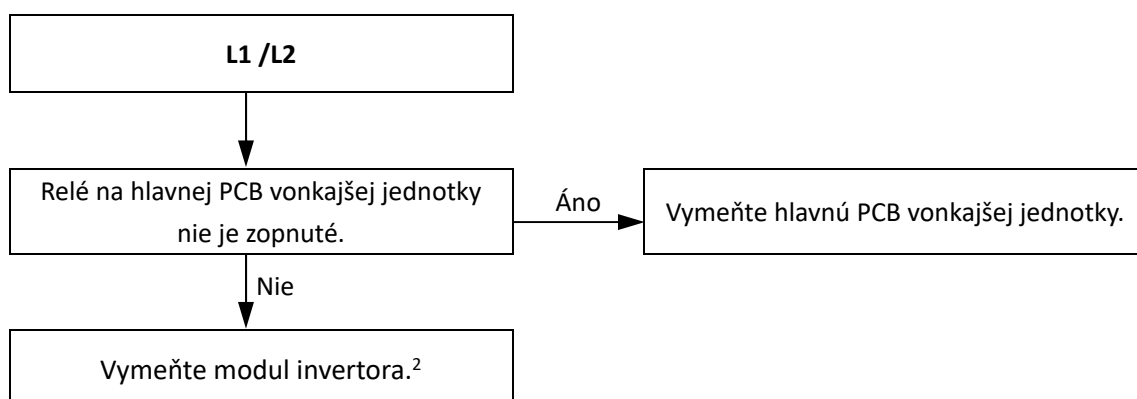 L1 /L2
Relé na hlavnej PCB vonkajšej jednotky
nie je zopnuté.
Áno
Vymeňte hlavnú PCB vonkajšej jednotky.
Nie
Vymeňte modul invertora.²